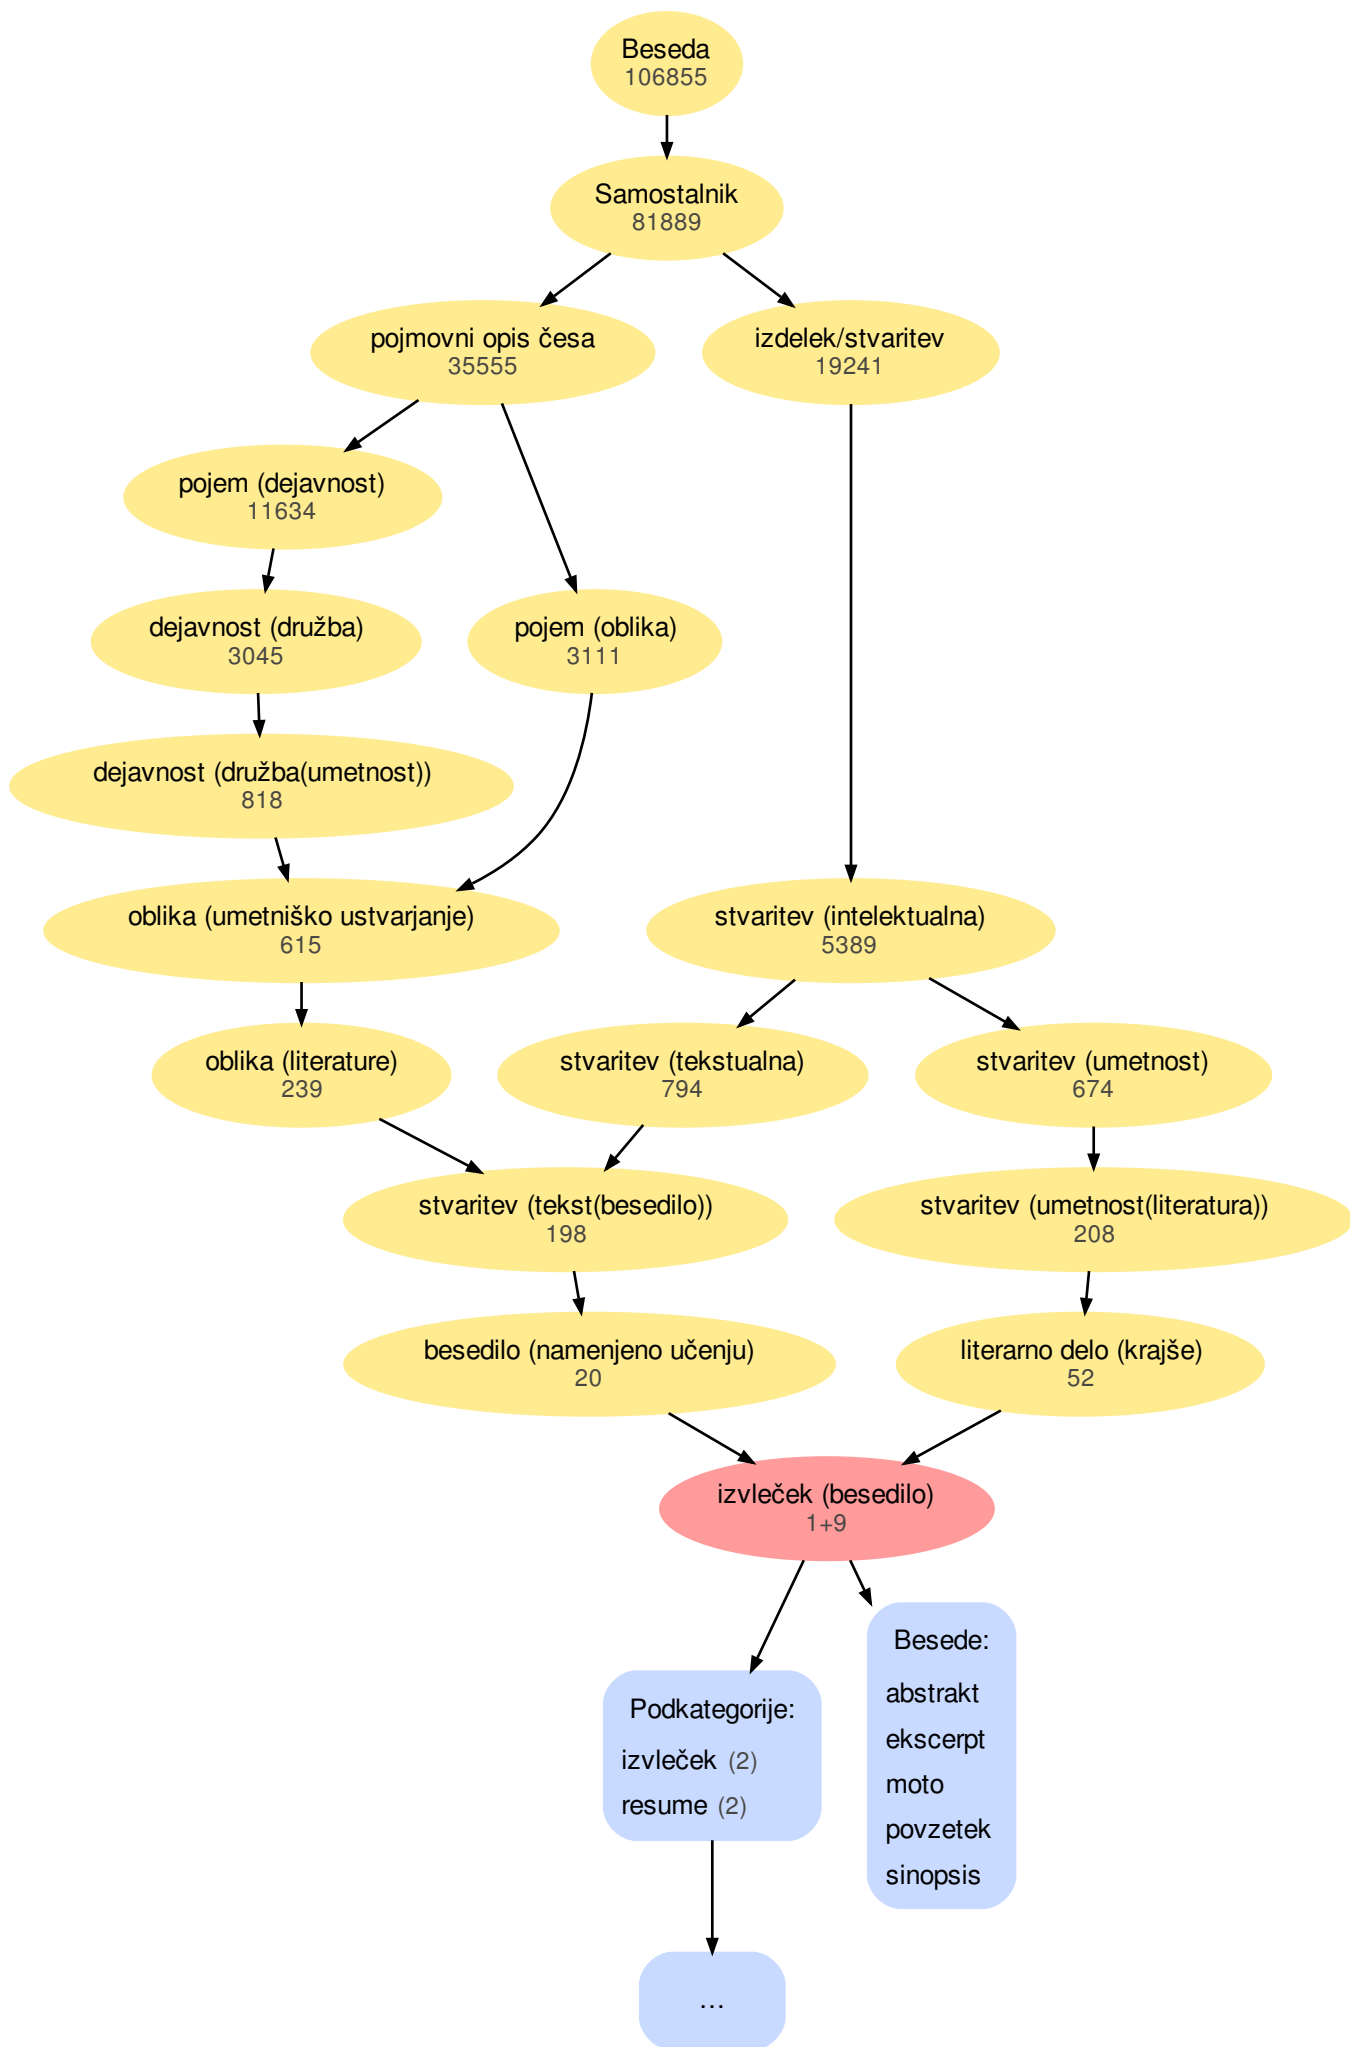 Beseda
106855
Samostalnik
81889
pojmovni opis česa
35555
izdelek/stvaritev
19241
pojem (dejavnost)
11634
dejavnost (družba)
3045
pojem (oblika)
3111
dejavnost (družba(umetnost))
818
oblika (umetniško ustvarjanje)
615
stvaritev (intelektualna)
5389
oblika (literature)
239
stvaritev (tekstualna)
794
stvaritev (umetnost)
674
stvaritev (tekst(besedilo))
198
stvaritev (umetnost(literatura))
208
besedilo (namenjeno učenju)
20
literarno delo (krajše)
52
izvleček (besedilo)
1+9
Podkategorije:
izvleček (2)
resume (2)
Besede:
abstrakt
ekscerpt
moto
povzetek
sinopsis
…